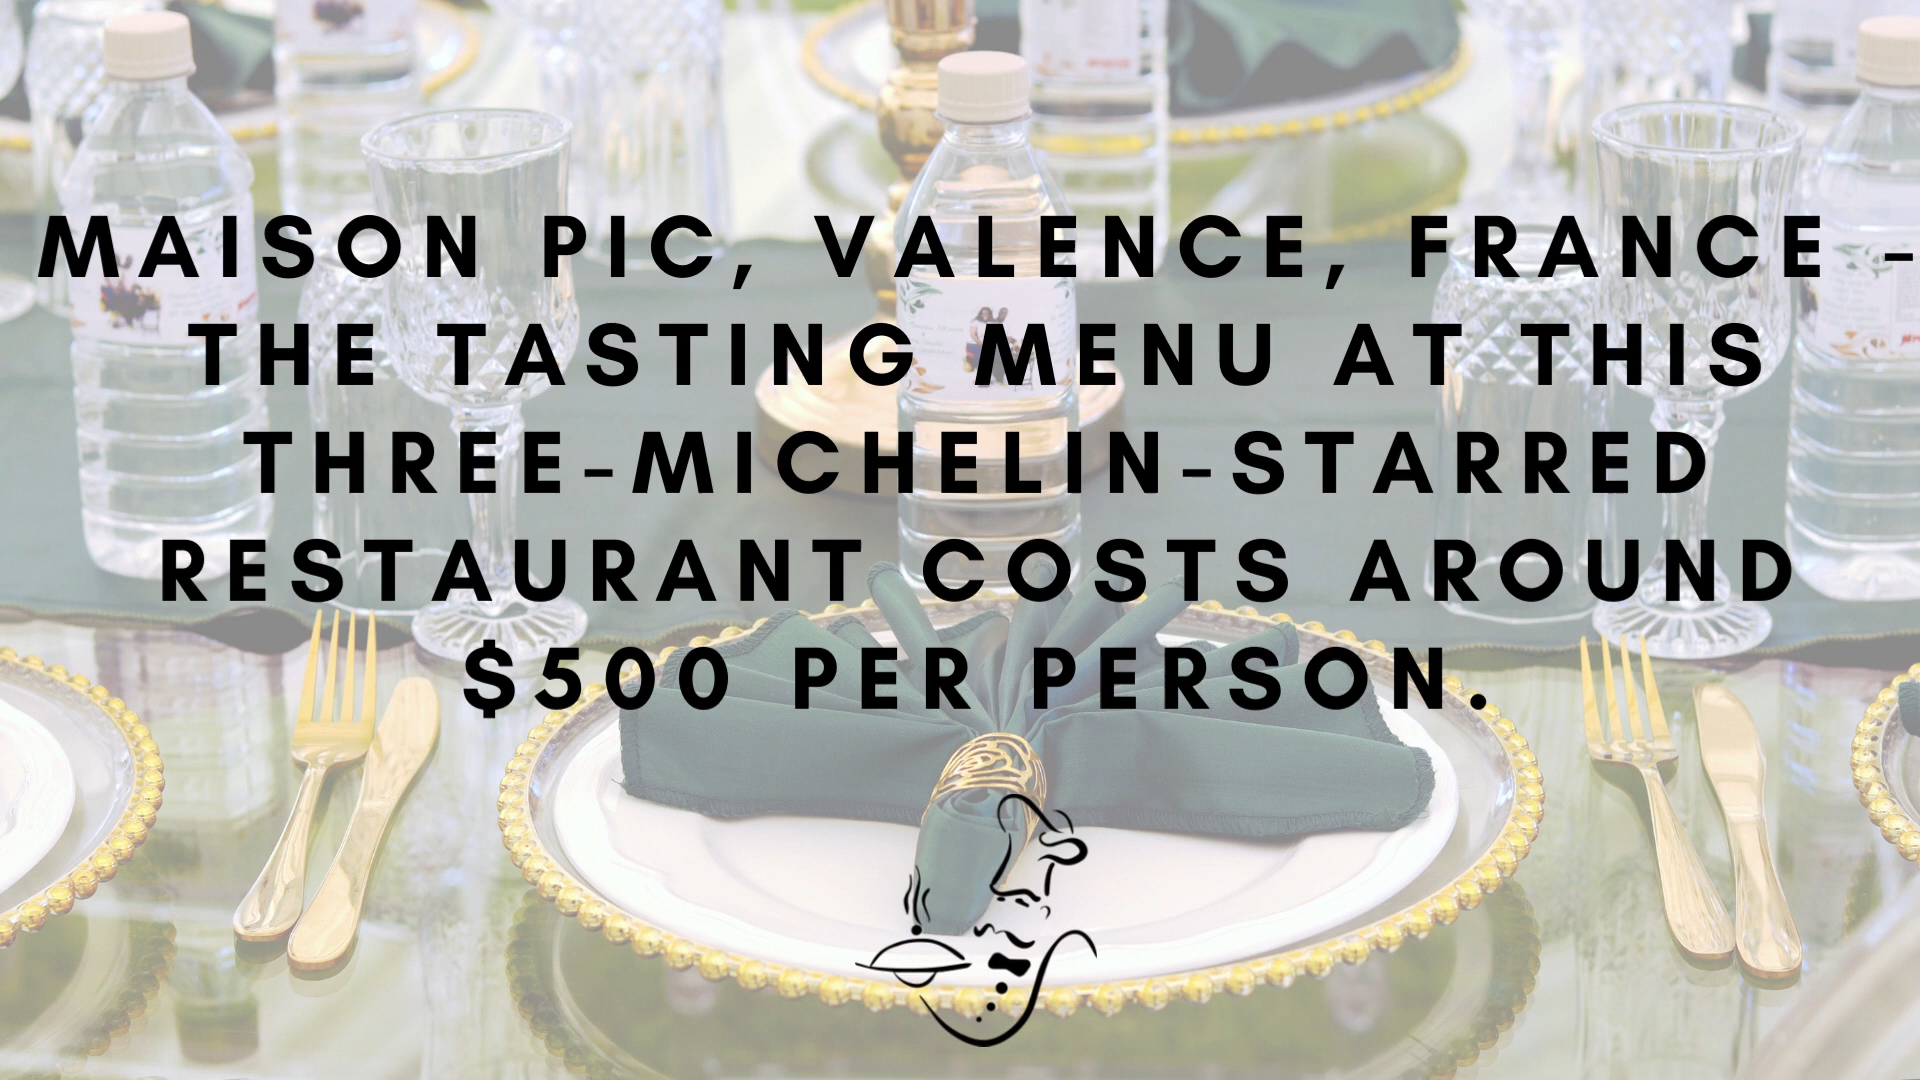 MAISON PIC, VALENCE, FRANCE -
THE TASTING MENU AT THIS
THREE-MICHELIN-STARRED
RESTAURANT COSTS AROUND
$500 PER PERSON.